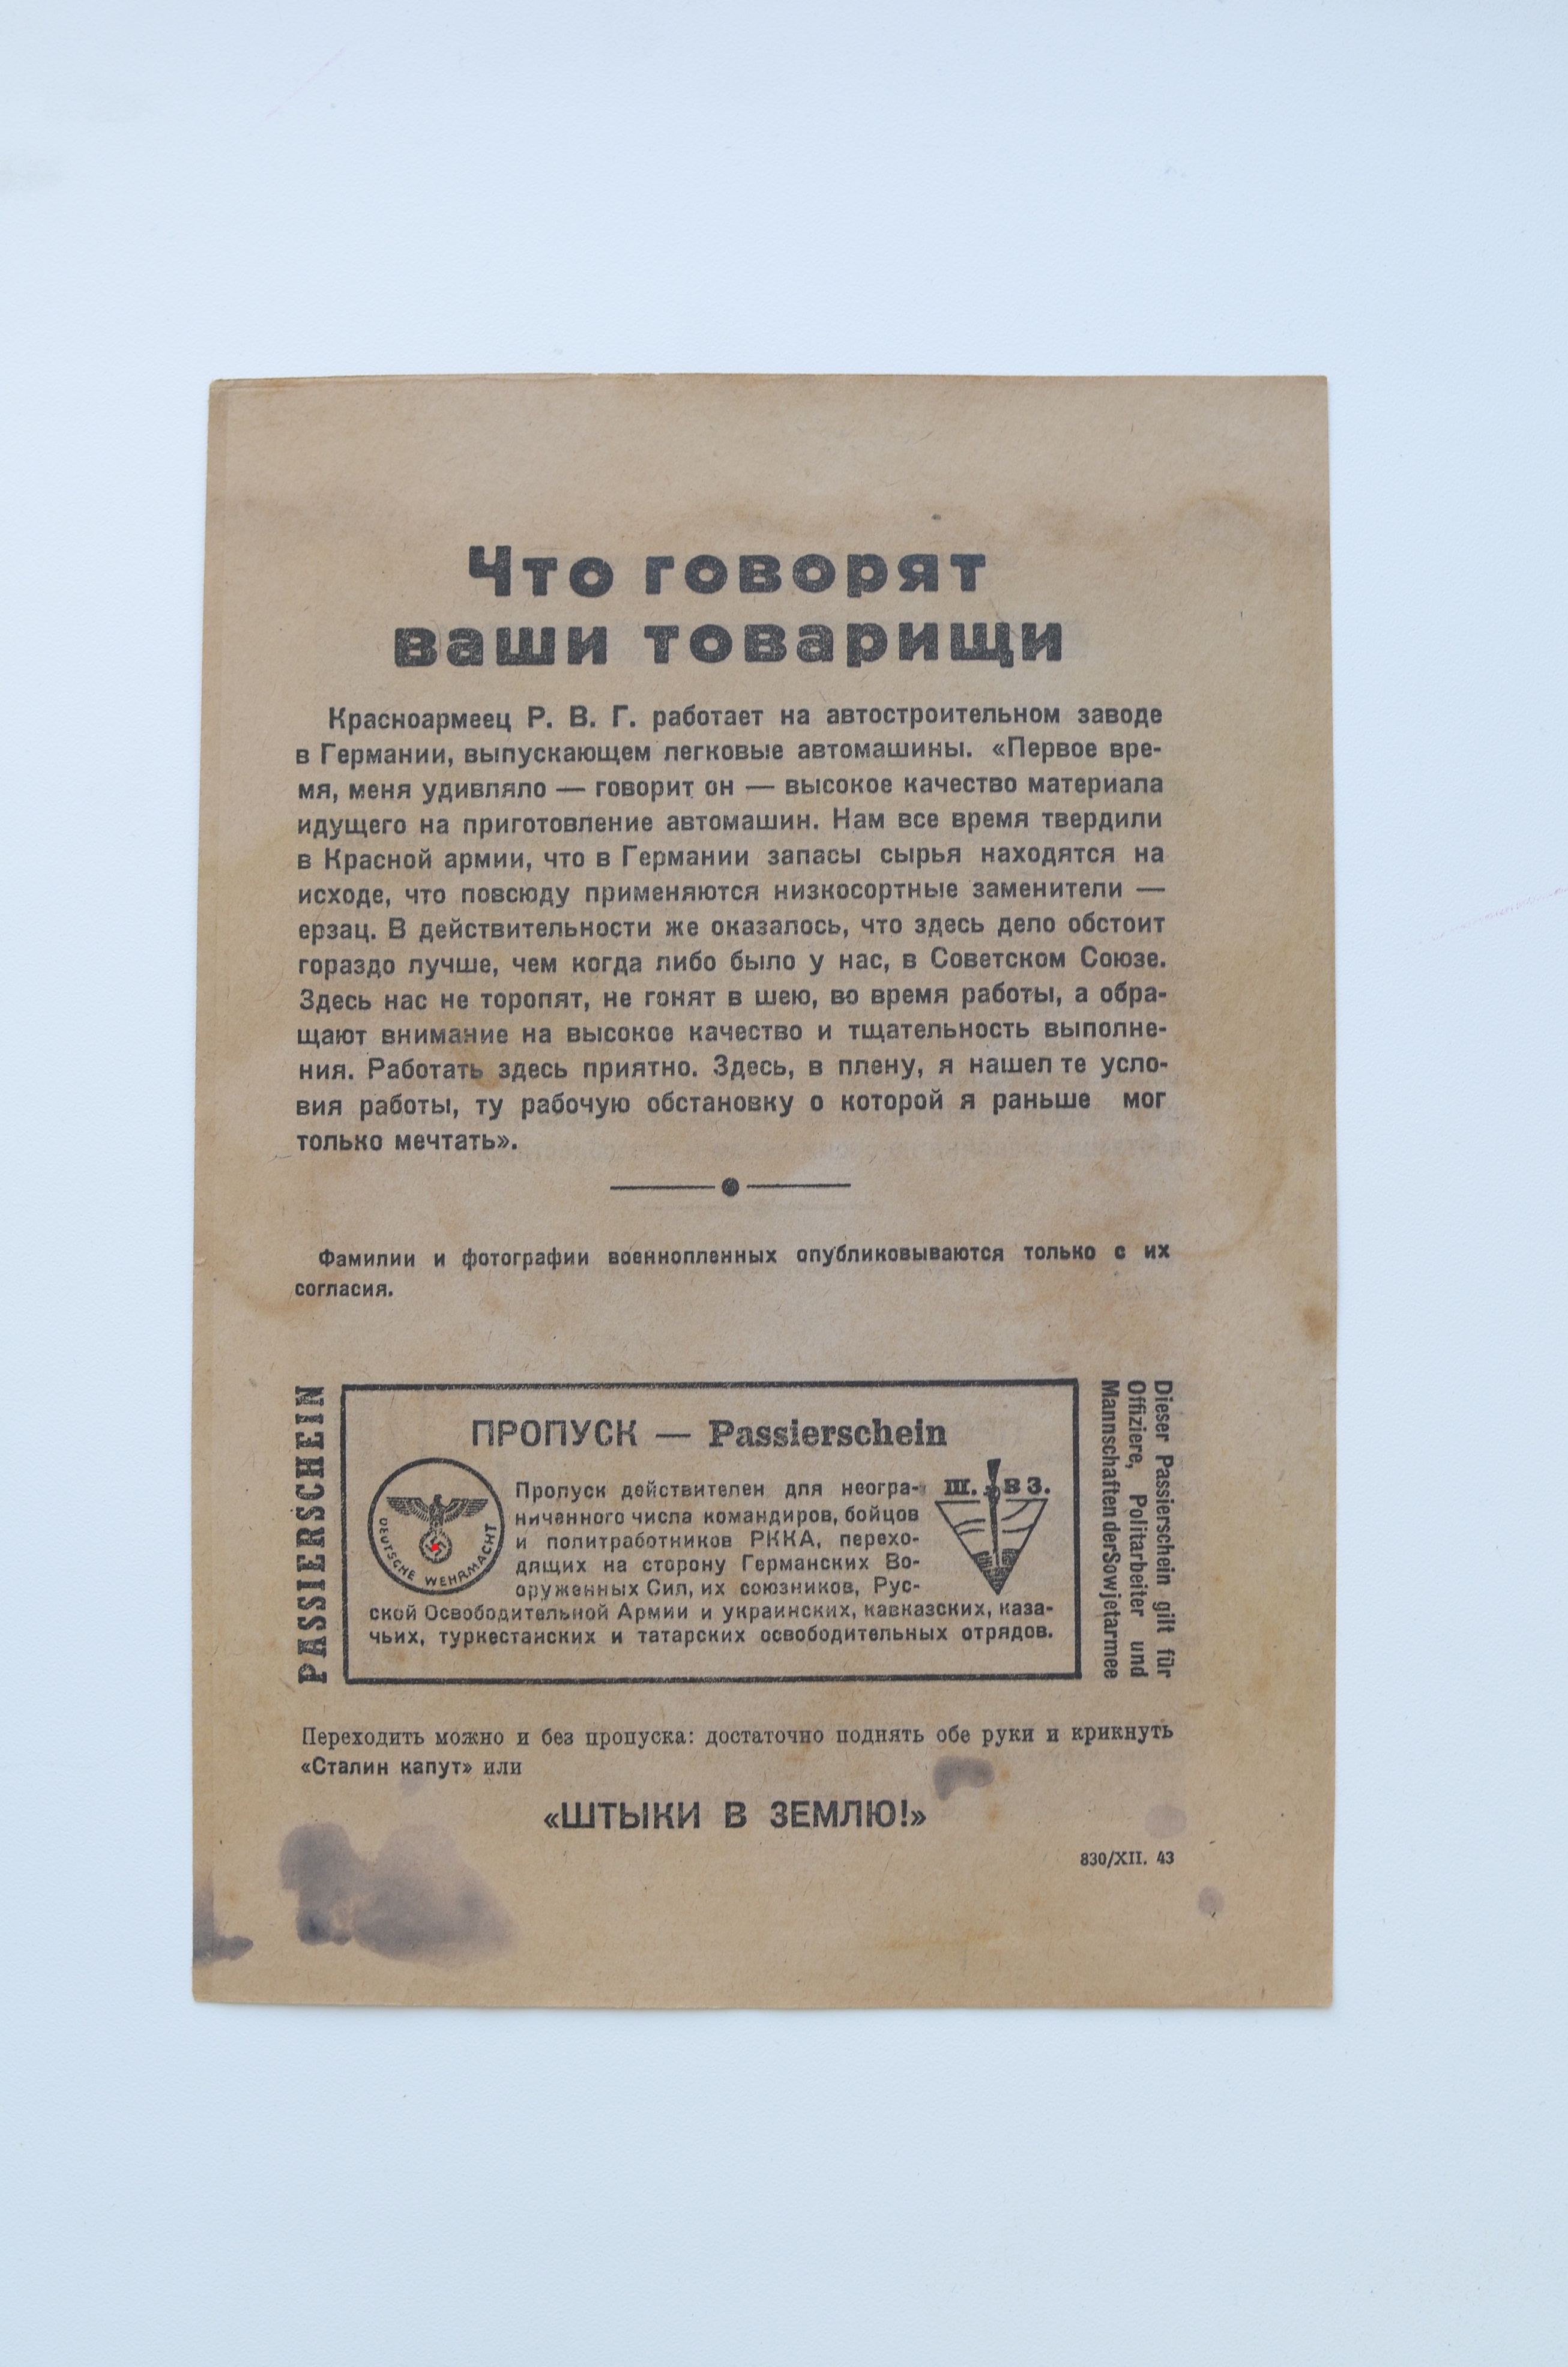 Что говорят
ваши товарищи
Красноармеец Р. В. Г. работает на автостроительном заводе
в Германии, выпускающем легковые автомашины. «Первое вре-
мя, меня удивляло — говорит он — высокое качество материала
идущего на приготовление автомашин. Нам все время твердили
в Красной армии, что в Германии запасы сырья находятся на
исходе, что повсюду применяются низкосортные заменители —
ерзац. В действительности же оказалось, что здесь дело обстоит
гораздо лучше, чем когда либо было у нас, в Советском Союзе.
Здесь нас не торопят, не гонят в шею, во время работы, а обра-
щают внимание на высокое качество и тщательность выполне-
ния. Работать здесь приятно. Здесь, в плену, я нашел те усло-
вия работы, ту рабочую обстановку о которой я раньше мог
только мечтать».
Фамилии и фотографии военнопленных опубликовываются только с их
согласия.
PASSIERSCHEIN
ПРОПУСК — Passierschein
DEUTSCHE WEHRMACHT
Пропуск действителен для неогра-
ниченного числа командиров, бойцов
и политработников РККА, перехо-
дящих на сторону Германских Во-
оруженных Сил, их союзников, Рус-
ской Освободительной Армии и украинских, кавказских, каза-
чьих, туркестанских и татарских освободительных отрядов.
Ш. В З.
Dieser Passierschein gilt für
Offiziere, Politarbeiter und
Mannschaften der Sowjetarmee
Переходить можно и без пропуска: достаточно поднять обе руки и крикнуть
«Сталин капут» или
«ШТЫКИ В ЗЕМЛЮ!»
830/XII. 43